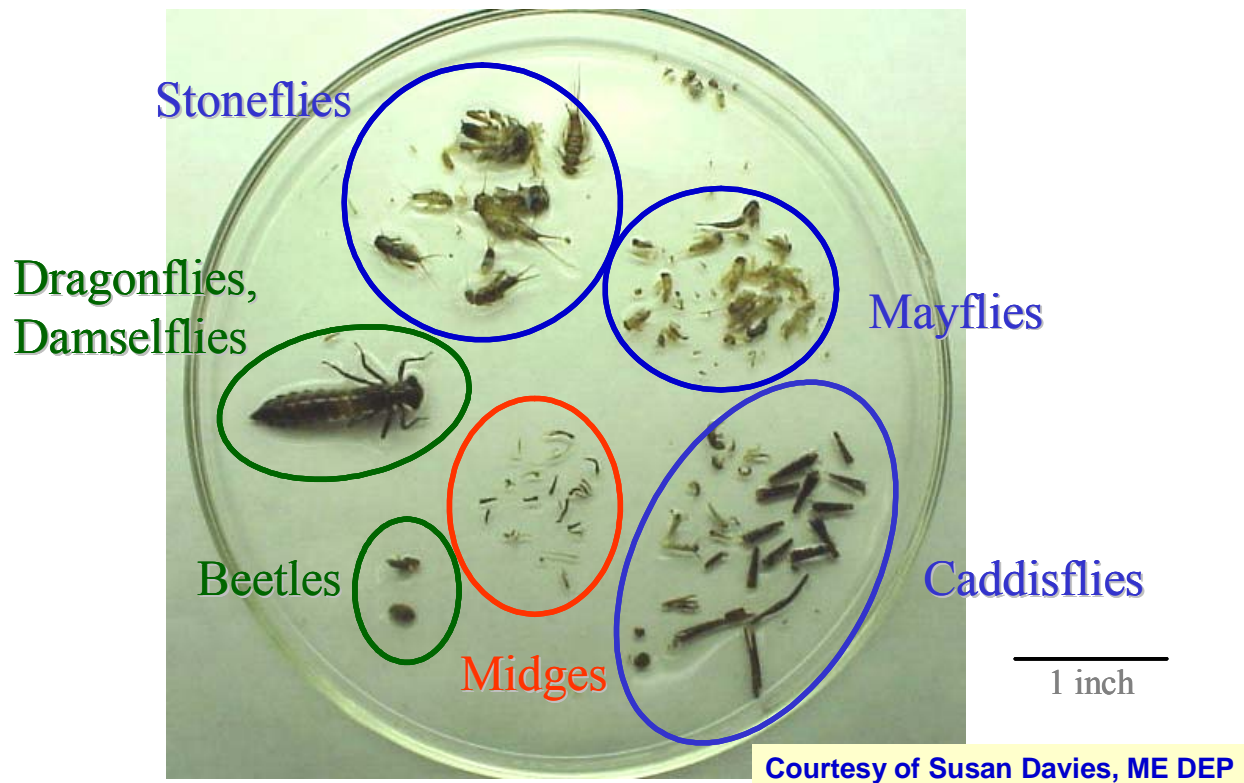 Stoneflies
Dragonflies,
Damselflies
Mayflies
Beetles
Caddisflies
Midges
1 inch
Courtesy of Susan Davies, ME DEP